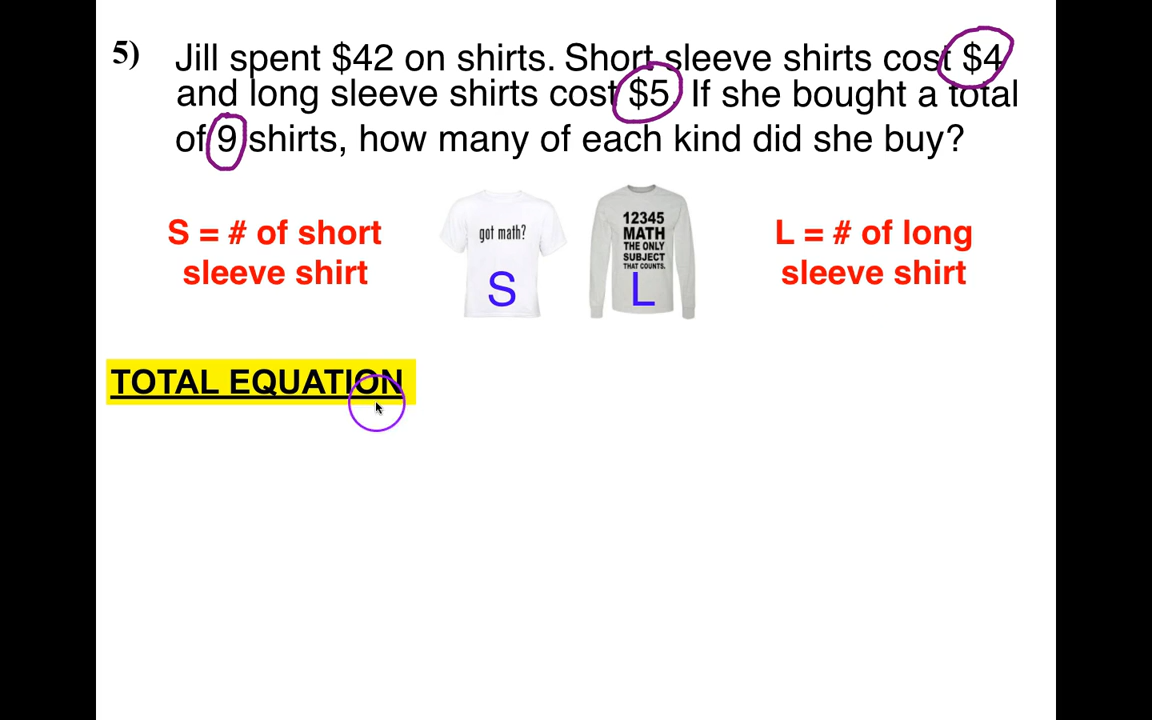 5) Jill spent $42 on shirts. Short sleeve shirts cost $4
and long sleeve shirts cost $5. If she bought a total
of 9 shirts, how many of each kind did she buy?
S = # of short
sleeve shirt
got math?
S
12345
MATH
THE ONLY
SUBJECT
THAT COUNTS.
L
L = # of long
sleeve shirt
TOTAL EQUATION